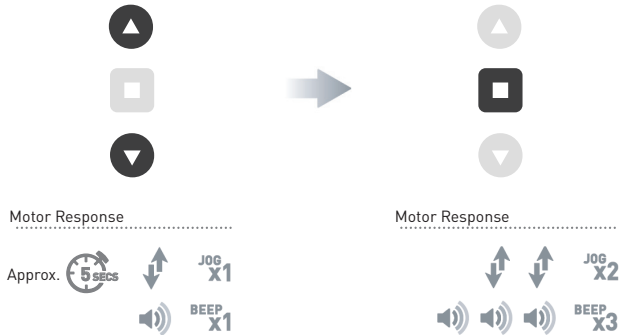 Motor Response
Approx. 5 SECS
JOG
X1
BEEP
X1
Motor Response
JOG
X2
BEEP
X3